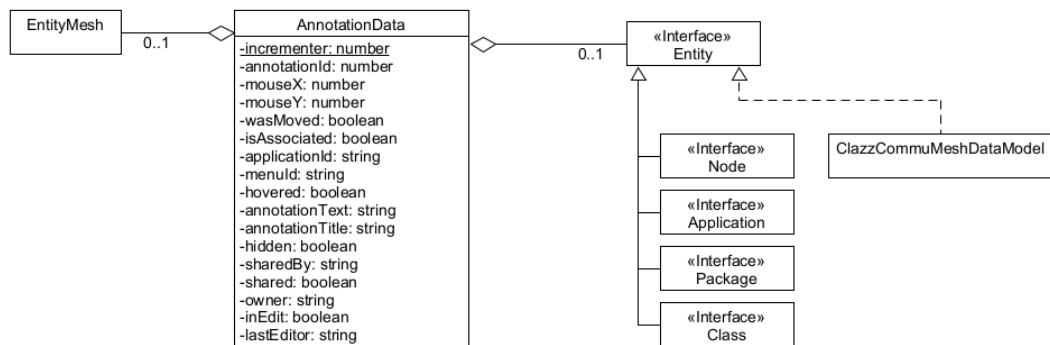 EntityMesh
0..1
AnnotationData
-incrementer: number
-annotationId: number
-mouseX: number
-mouseY: number
-wasMoved: boolean
-isAssociated: boolean
-applicationId: string
-menuId: string
-hovered: boolean
-annotationText: string
-annotationTitle: string
-hidden: boolean
-sharedBy: string
-shared: boolean
-owner: string
-inEdit: boolean
-lastEditor: string
0..1
«Interface»
Entity
«Interface»
Node
«Interface»
Application
«Interface»
Package
«Interface»
Class
ClazzCommuMeshDataModel